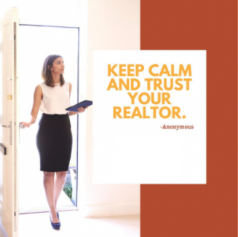 KEEP CALM
AND TRUST
YOUR
REALTOR.
-Anonymous